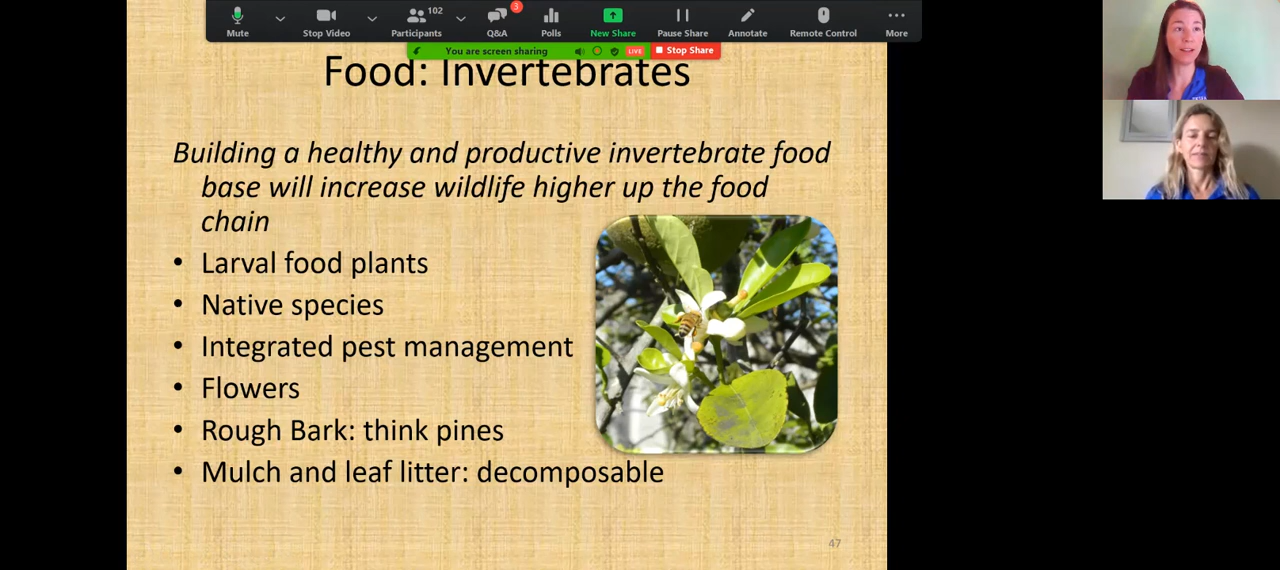 102
3
Mute
Stop Video
Participants
Q&A
Polls
New Share
Pause Share
Annotate
Remote Control
More
You are screen sharing
LIVE
Stop Share
Food: Invertebrates
Building a healthy and productive invertebrate food
base will increase wildlife higher up the food
chain
• Larval food plants
• Native species
• Integrated pest management
• Flowers
• Rough Bark: think pines
• Mulch and leaf litter: decomposable
47